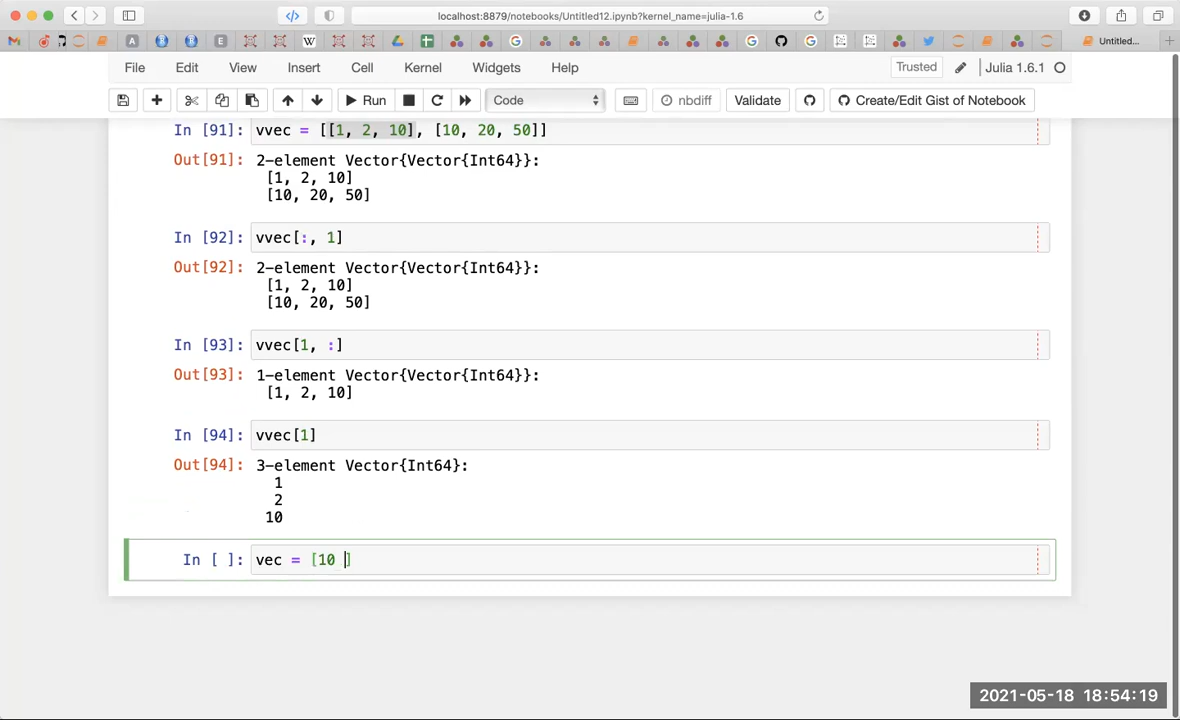 localhost:8879/notebooks/Untitled12.ipynb?kernel_name=julia-1.6
Untitled...
File Edit View Insert Cell Kernel Widgets Help Trusted Julia 1.6.1
Run Code nbdiff Validate Create/Edit Gist of Notebook
In [91]: vvec = [[1, 2, 10], [10, 20, 50]]
Out[91]: 2-element Vector{Vector{Int64}}:
[1, 2, 10]
[10, 20, 50]
In [92]: vvec[:, 1]
Out[92]: 2-element Vector{Vector{Int64}}:
[1, 2, 10]
[10, 20, 50]
In [93]: vvec[1, :]
Out[93]: 1-element Vector{Vector{Int64}}:
[1, 2, 10]
In [94]: vvec[1]
Out[94]: 3-element Vector{Int64}:
1
2
10
In [ ]: vec = [10 ]
2021-05-18 18:54:19